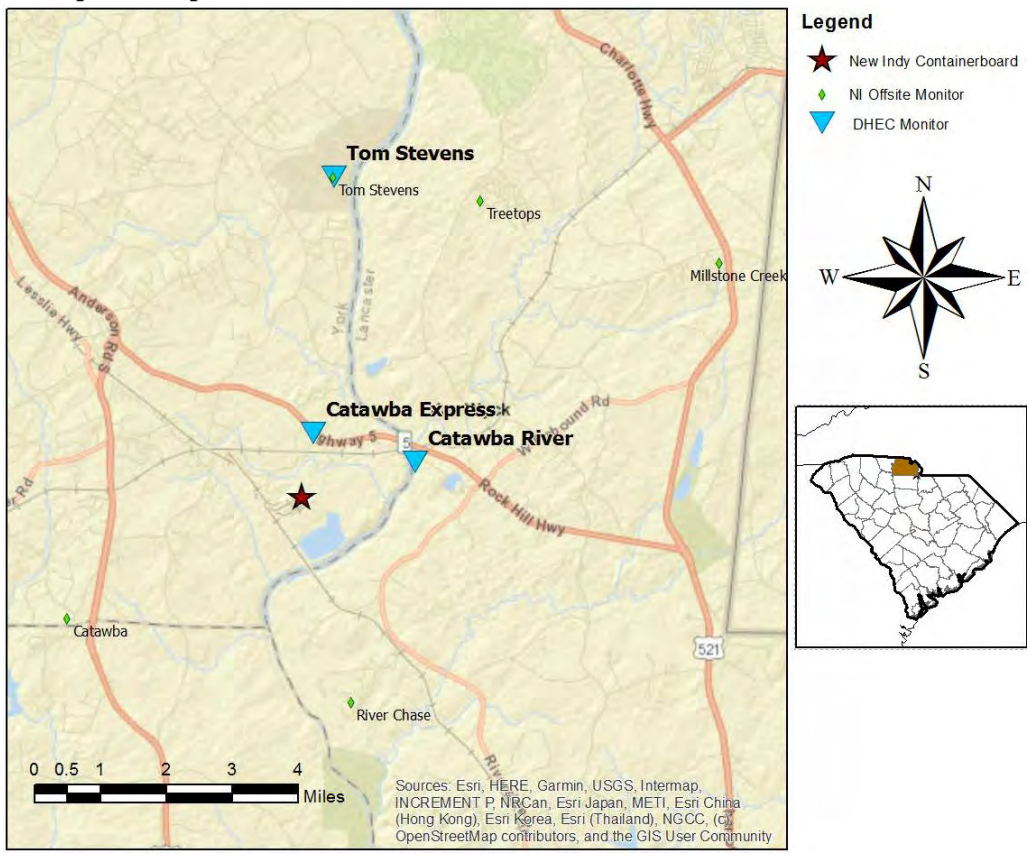 Legend
New Indy Containerboard
NI Offsite Monitor
DHEC Monitor
N
W
E
S
Charlotte Hwy
Tom Stevens
Tom Stevens
Treetops
Millstone Creek
Lesslie Hwy
Anderson Rd S
York
Lancaster
Catawba Express
Highway 5
5
Catawba River
Rd
Rock Hill Hwy
Catawba
521
River Chase
0 0.5 1 2 3 4
Miles
Sources: Esri, HERE, Garmin, USGS, Intermap,
INCREMENT P, NRCan, Esri Japan, METI, Esri China
(Hong Kong), Esri Korea, Esri (Thailand), NGCC, (c)
OpenStreetMap contributors, and the GIS User Community